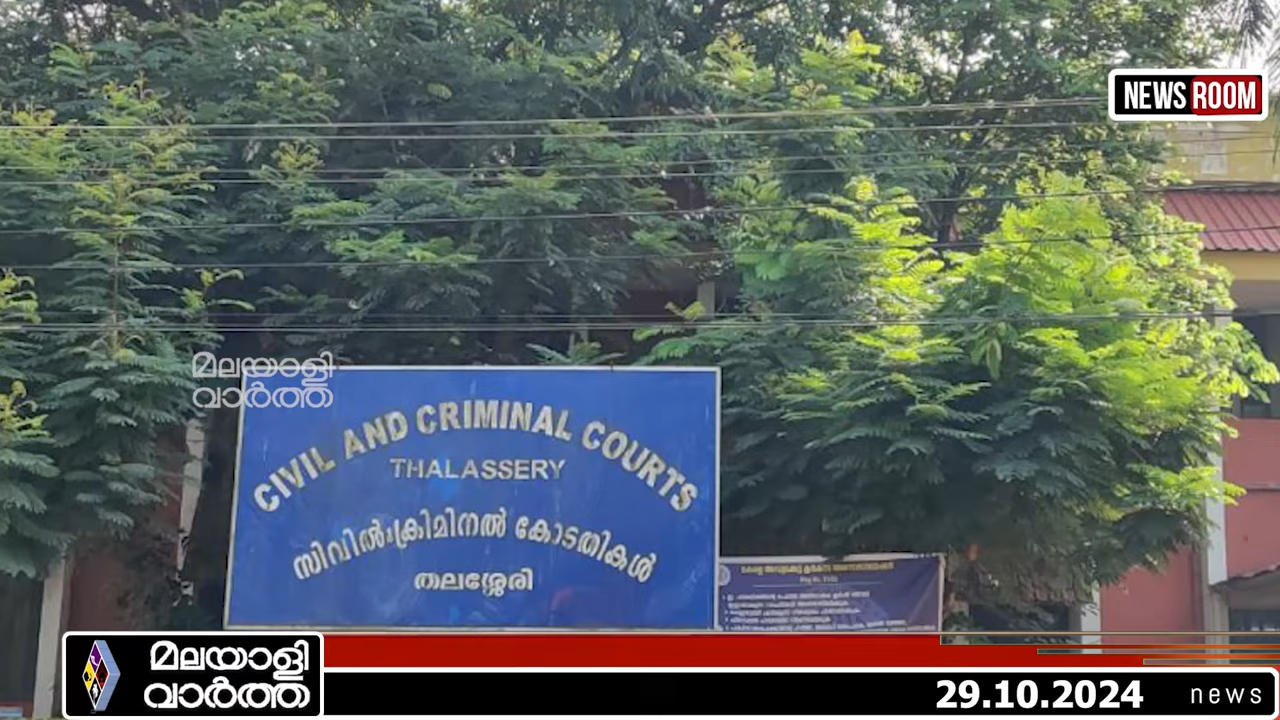 NEWS ROOM
മലയാളി
വാർത്ത
CIVIL AND CRIMINAL COURTS
THALASSERY
സിവിൽ&ക്രിമിനൽ കോടതികൾ
തലശ്ശേരി
മലയാളി
വാർത്ത
29.10.2024
news